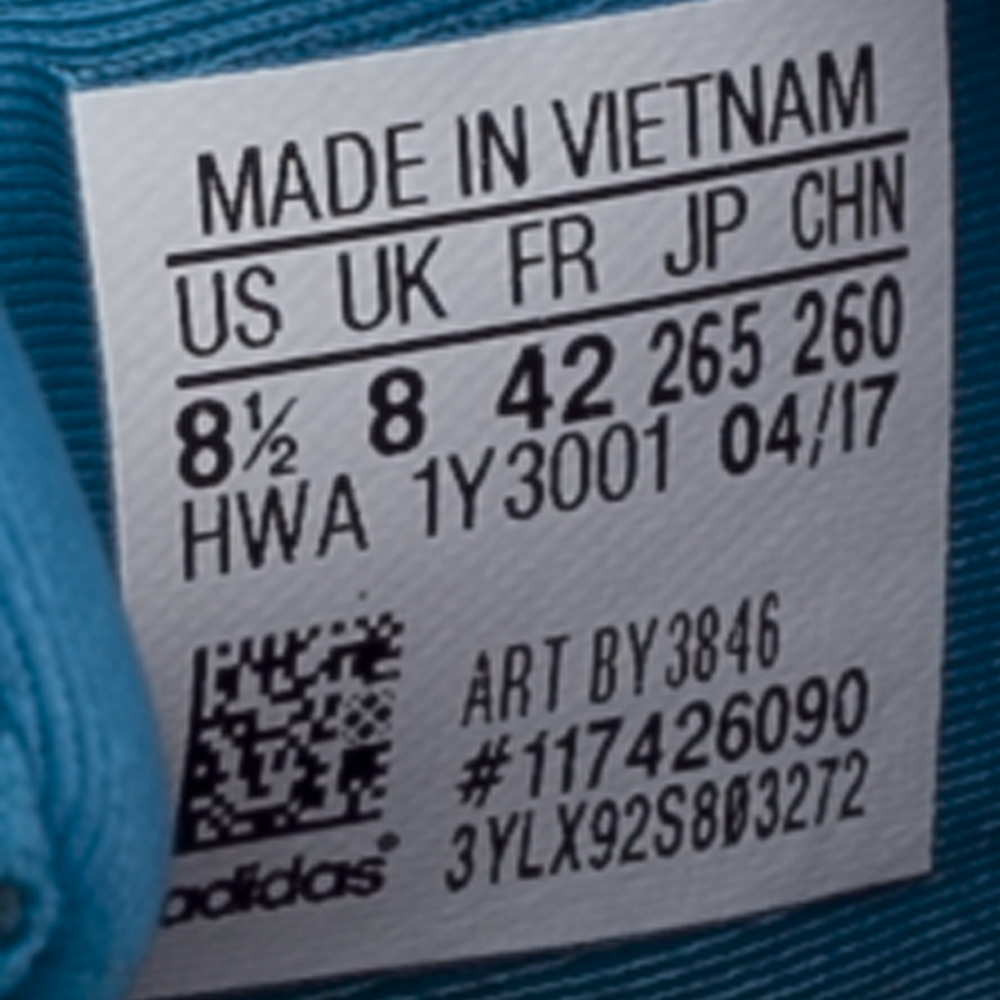 MADE IN VIETNAM
US UK FR JP CHN
8½ 8 42 265 260
HWA 1Y3001 04/17
ART BY3846
#117426090
3YLX92S803272
adidas®